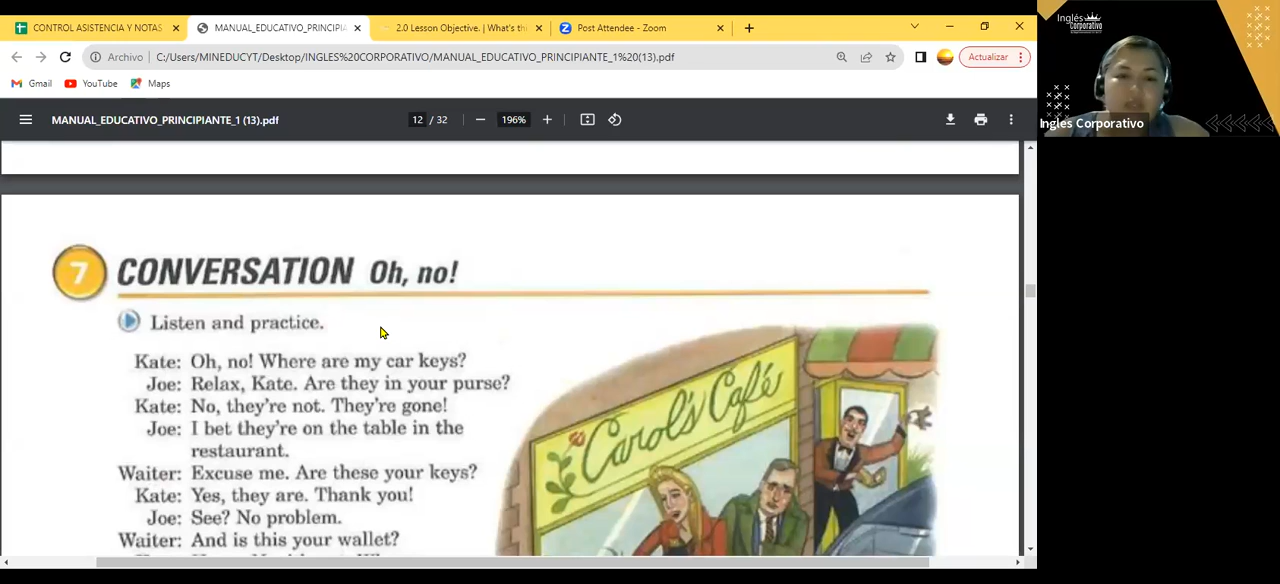 CONTROL ASISTENCIA Y NOTAS
MANUAL_EDUCATIVO_PRINCIPIA
2.0 Lesson Objective. | What's thi
Post Attendee - Zoom
Archivo
C:/Users/MINEDUCYT/Desktop/INGLES%20CORPORATIVO/MANUAL_EDUCATIVO_PRINCIPIANTE_1%20(13).pdf
Actualizar
Gmail
YouTube
Maps
MANUAL_EDUCATIVO_PRINCIPIANTE_1 (13).pdf
12 / 32
196%
Inglés
Corporativo
Ingles Corporativo
7 CONVERSATION Oh, no!
Listen and practice.
Kate: Oh, no! Where are my car keys?
Joe: Relax, Kate. Are they in your purse?
Kate: No, they're not. They're gone!
Joe: I bet they're on the table in the
restaurant.
Waiter: Excuse me. Are these your keys?
Kate: Yes, they are. Thank you!
Joe: See? No problem.
Waiter: And is this your wallet?
Carol's Café